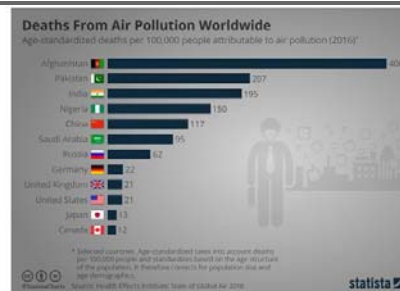 Deaths From Air Pollution Worldwide
Age-standardized deaths per 100,000 people attributable to air pollution (2016)*
Afghanistan 406
Pakistan 207
India 195
Nigeria 150
China 117
Saudi Arabia 95
Russia 62
Germany 22
United Kingdom 21
United States 21
Japan 13
Canada 12
* Selected countries. Age-standardized takes into account deaths
per 100,000 people and standardizes based on the age structure
of the population. It therefore corrects for population size and
age demographics.
Source: Health Effects Institute: State of Global Air 2018
statista